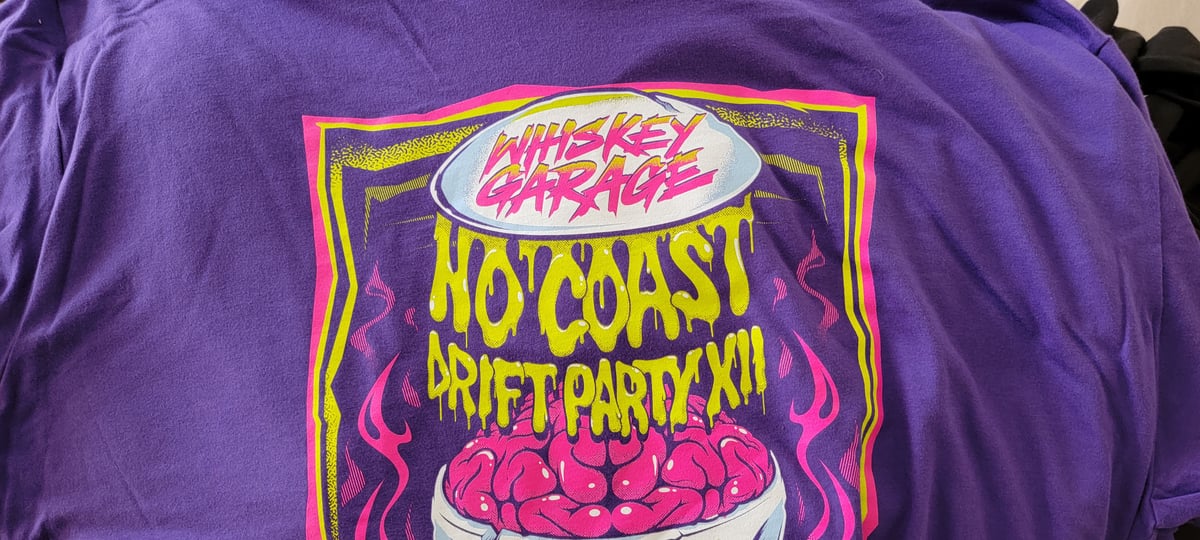 WHISKEY
GARAGE
NO COAST
DRIFT PARTY XII